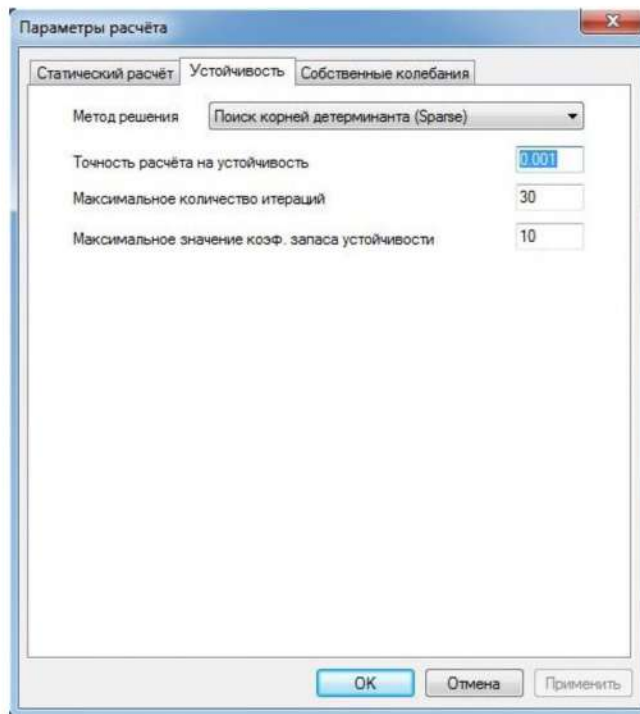 Параметры расчёта
Статический расчёт Устойчивость Собственные колебания
Метод решения Поиск корней детерминанта (Sparse)
Точность расчёта на устойчивость 0.001
Максимальное количество итераций 30
Максимальное значение коэф. запаса устойчивости 10
OK Отмена Применить